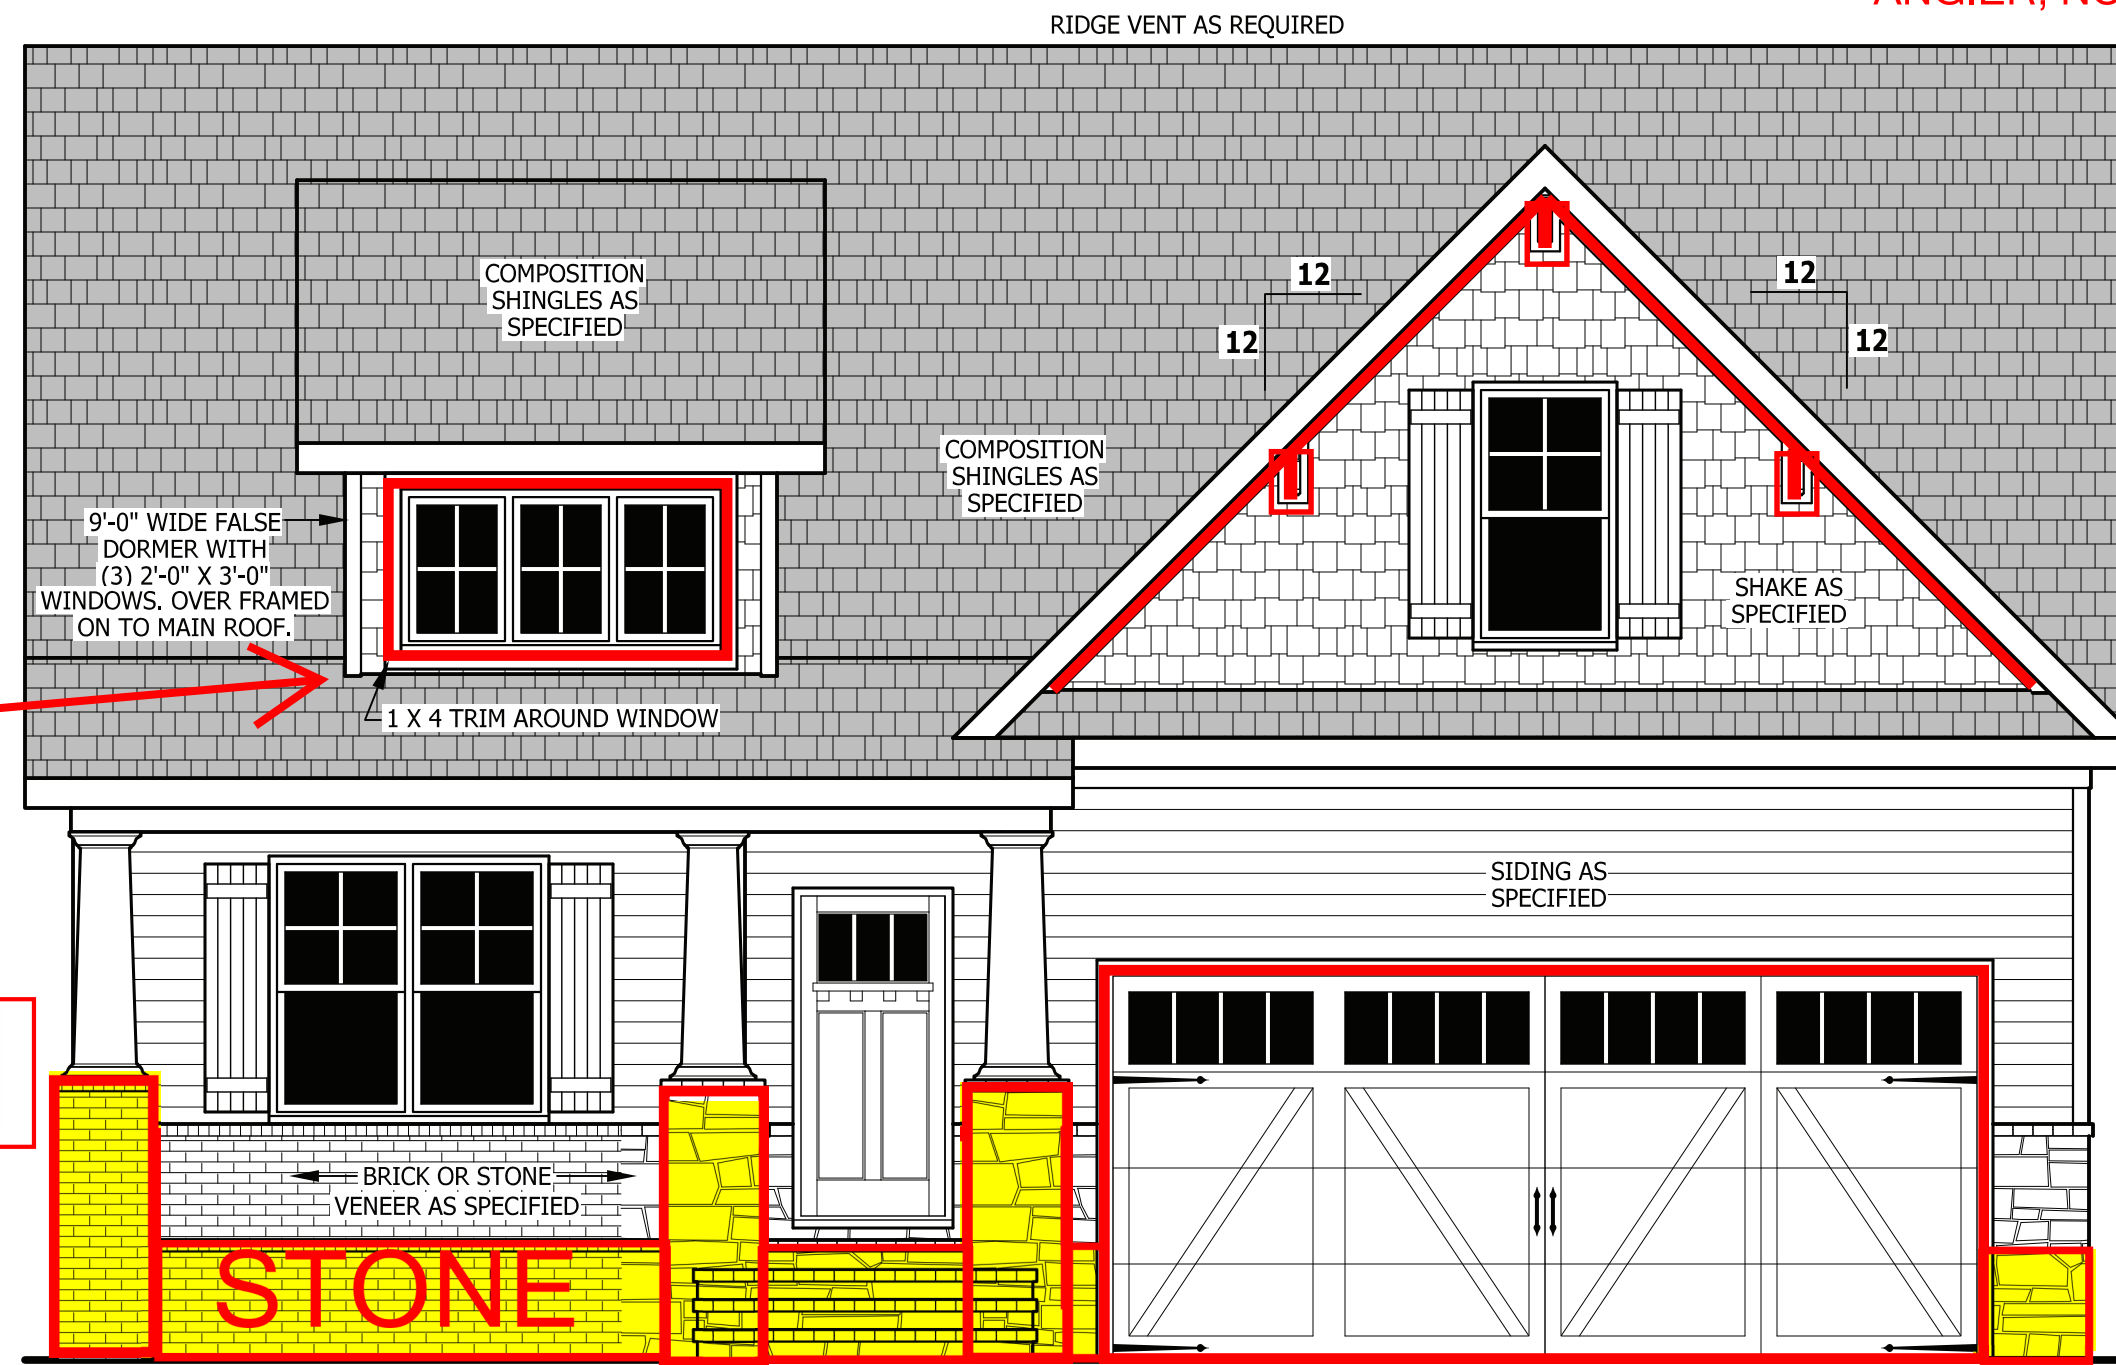 ANGIER, NC
RIDGE VENT AS REQUIRED
COMPOSITION
SHINGLES AS
SPECIFIED
12
12
12
12
COMPOSITION
SHINGLES AS
SPECIFIED
9'-0" WIDE FALSE
DORMER WITH
(3) 2'-0" X 3'-0"
WINDOWS. OVER FRAMED
ON TO MAIN ROOF.
SHAKE AS
SPECIFIED
1 X 4 TRIM AROUND WINDOW
SIDING AS
SPECIFIED
BRICK OR STONE
VENEER AS SPECIFIED
STONE